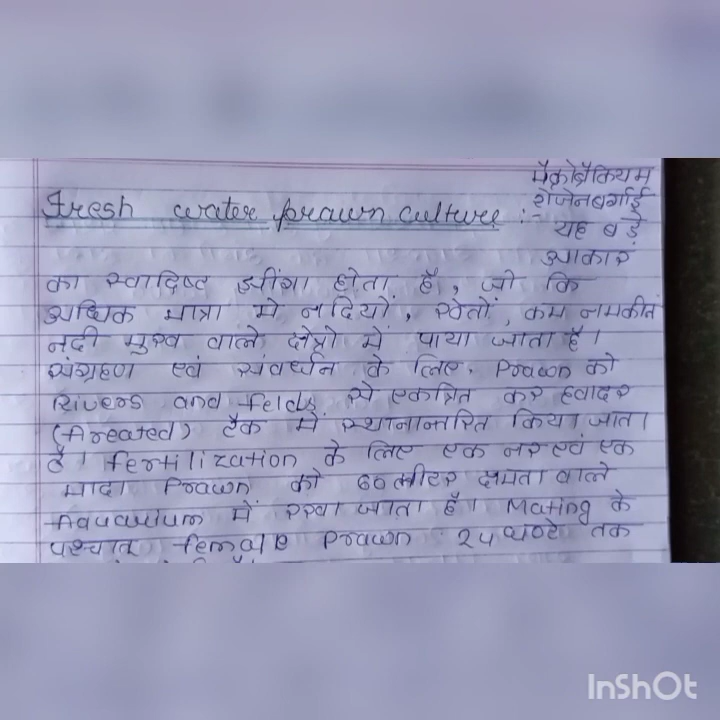 Fresh water prawn culture :- मैक्रोब्रैकियम
रोजेनबर्गाई
यह बड़े
आकार
का स्वादिष्ट झींगा होता है, जो कि
अधिक मात्रा मे नदियों, खेतों, कम नमकीन
नदी मुख वाले क्षेत्रो में पाया जाता है।
संग्रहण एवं संवर्धन के लिए, Prawn को
Rivers and fields से एकत्रित कर हवादार
(Areated) टैंक में स्थानान्तरित किया जाता
है। fertilization के लिए एक नर एवं एक
मादा Prawn को 60 लीटर क्षमता वाले
Aquarium में रखा जाता है। Mating के
पश्चात female Prawn 24 घण्टे तक
InShOt